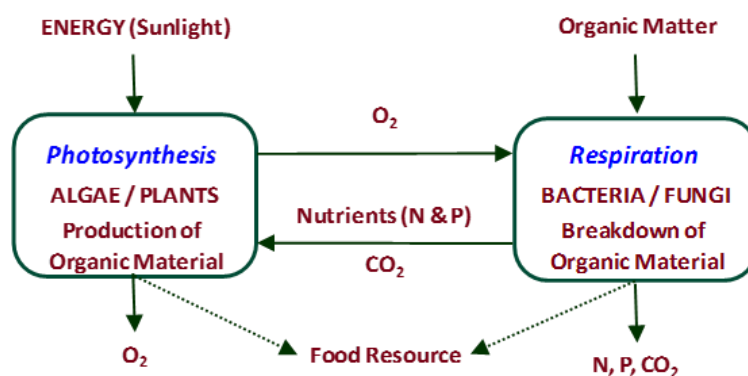 ENERGY (Sunlight)
Organic Matter
O₂
Photosynthesis
ALGAE / PLANTS
Production of
Organic Material
Nutrients (N & P)
CO₂
Respiration
BACTERIA / FUNGI
Breakdown of
Organic Material
O₂
Food Resource
N, P, CO₂